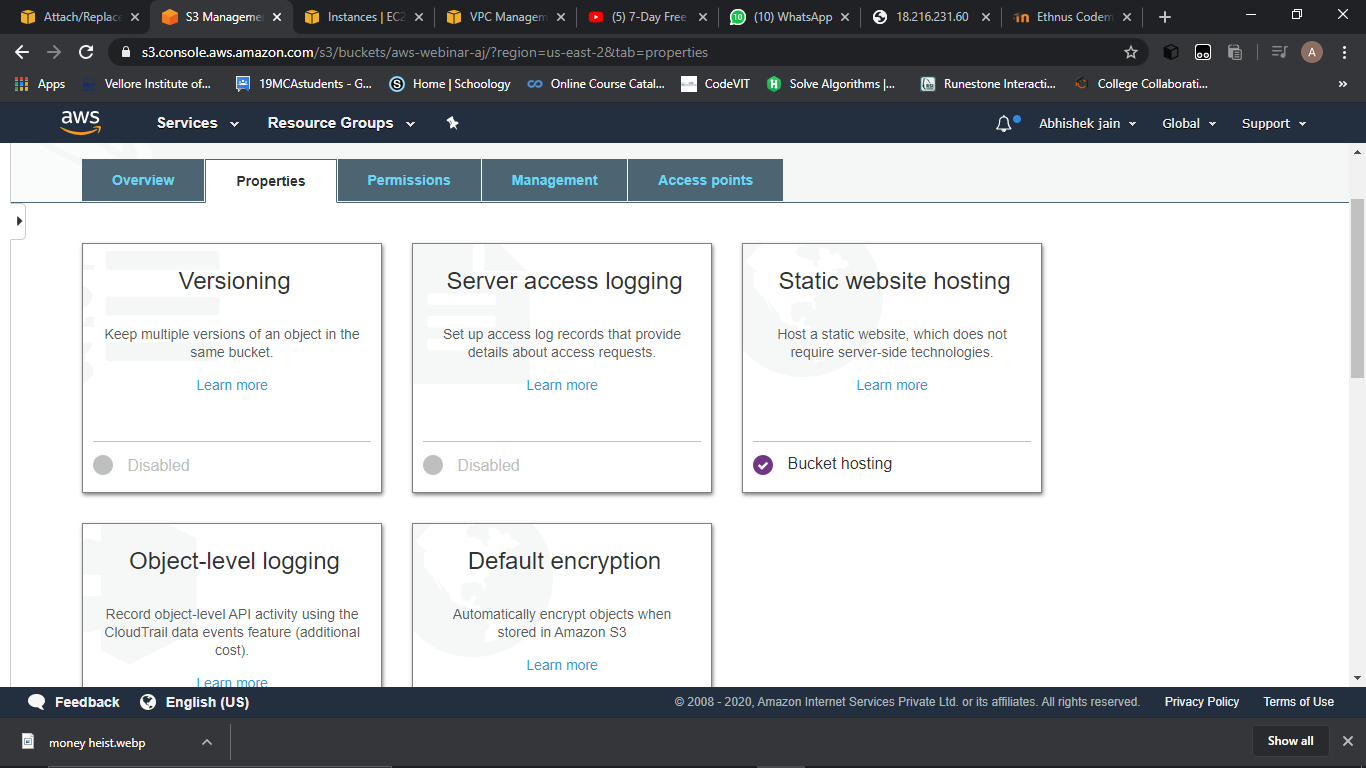 Attach/Replace
S3 Manageme
Instances | EC2
VPC Managem
(5) 7-Day Free
10
(10) WhatsApp
18.216.231.60
Ethnus Codem
s3.console.aws.amazon.com/s3/buckets/aws-webinar-aj/?region=us-east-2&tab=properties
A
Apps
Vellore Institute of...
19MCAstudents - G...
Home | Schoology
Online Course Catal...
CodeVIT
Solve Algorithms |...
Runestone Interacti...
College Collaborati...
»
aws
Services
Resource Groups
Abhishek jain
Global
Support
Overview
Properties
Permissions
Management
Access points
Versioning
Keep multiple versions of an object in the
same bucket.
Learn more
Disabled
Server access logging
Set up access log records that provide
details about access requests.
Learn more
Disabled
Static website hosting
Host a static website, which does not
require server-side technologies.
Learn more
Bucket hosting
Object-level logging
Record object-level API activity using the
CloudTrail data events feature (additional
cost).
Learn more
Default encryption
Automatically encrypt objects when
stored in Amazon S3
Learn more
Feedback
English (US)
© 2008 - 2020, Amazon Internet Services Private Ltd. or its affiliates. All rights reserved.
Privacy Policy
Terms of Use
money heist.webp
Show all